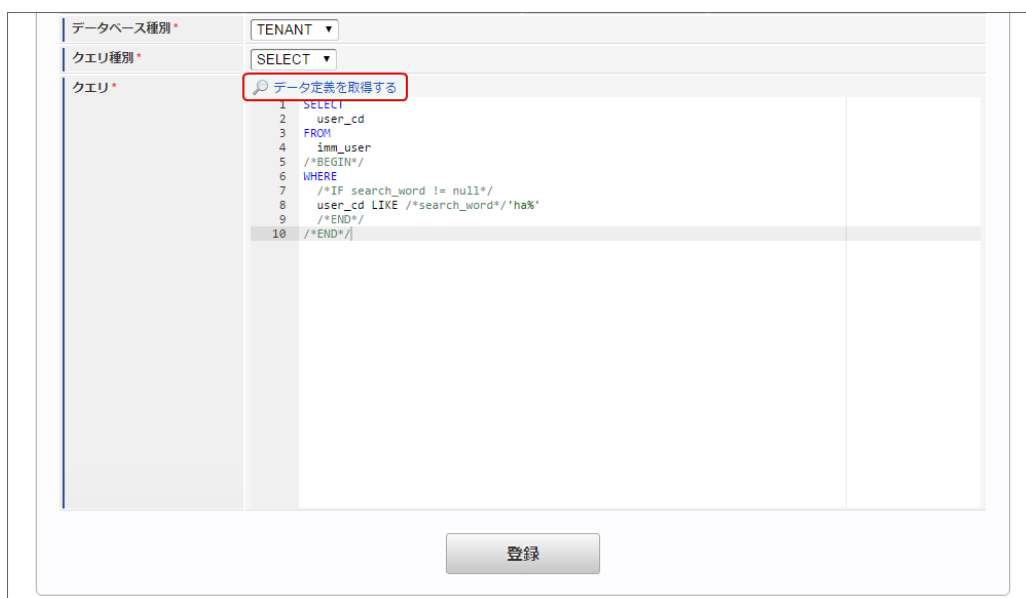 データベース種別* TENANT ▼
クエリ種別* SELECT ▼
クエリ* データ定義を取得する
1 SELECT
2 user_cd
3 FROM
4 imm_user
5 /*BEGIN*/
6 WHERE
7 /*IF search_word != null*/
8 user_cd LIKE /*search_word*/'ha%'
9 /*END*/
10 /*END*/
登録